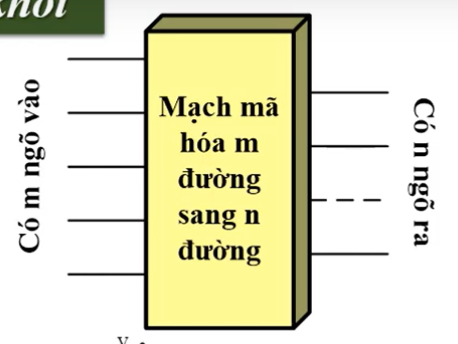 khối
Có m ngõ vào
Mạch mã
hóa m
đường
sang n
đường
Có n ngõ ra